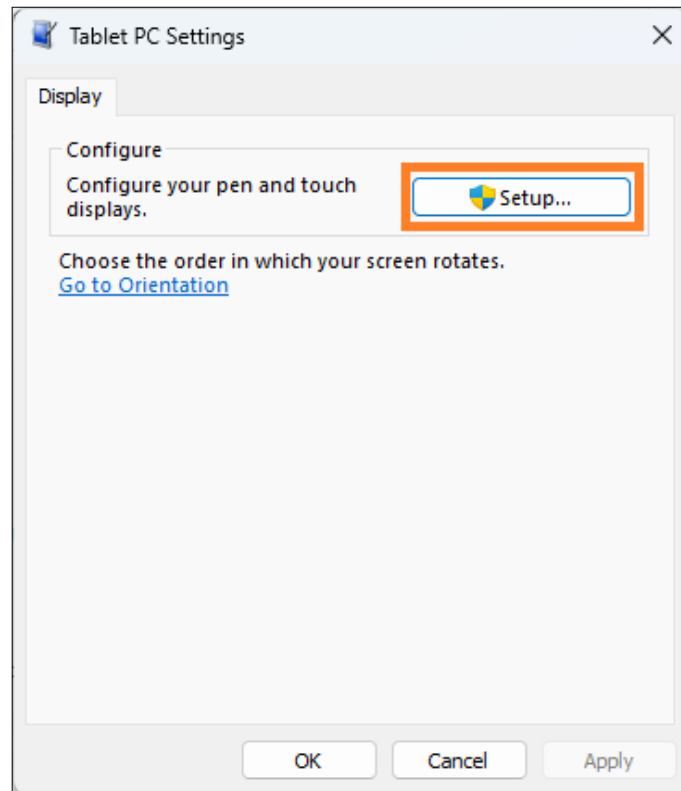 Tablet PC Settings
Display
Configure
Configure your pen and touch
displays.
Setup...
Choose the order in which your screen rotates.
Go to Orientation
OK
Cancel
Apply